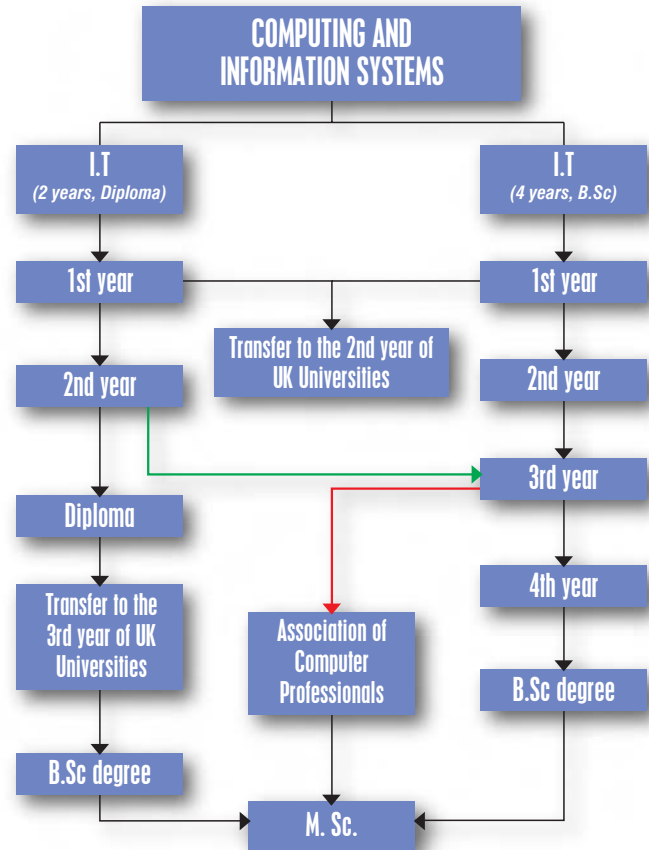 COMPUTING AND
INFORMATION SYSTEMS
I.T
(2 years, Diploma)
I.T
(4 years, B.Sc)
1st year
1st year
Transfer to the 2nd year of
UK Universities
2nd year
2nd year
3rd year
Diploma
4th year
Transfer to the
3rd year of UK
Universities
Association of
Computer
Professionals
B.Sc degree
B.Sc degree
M. Sc.